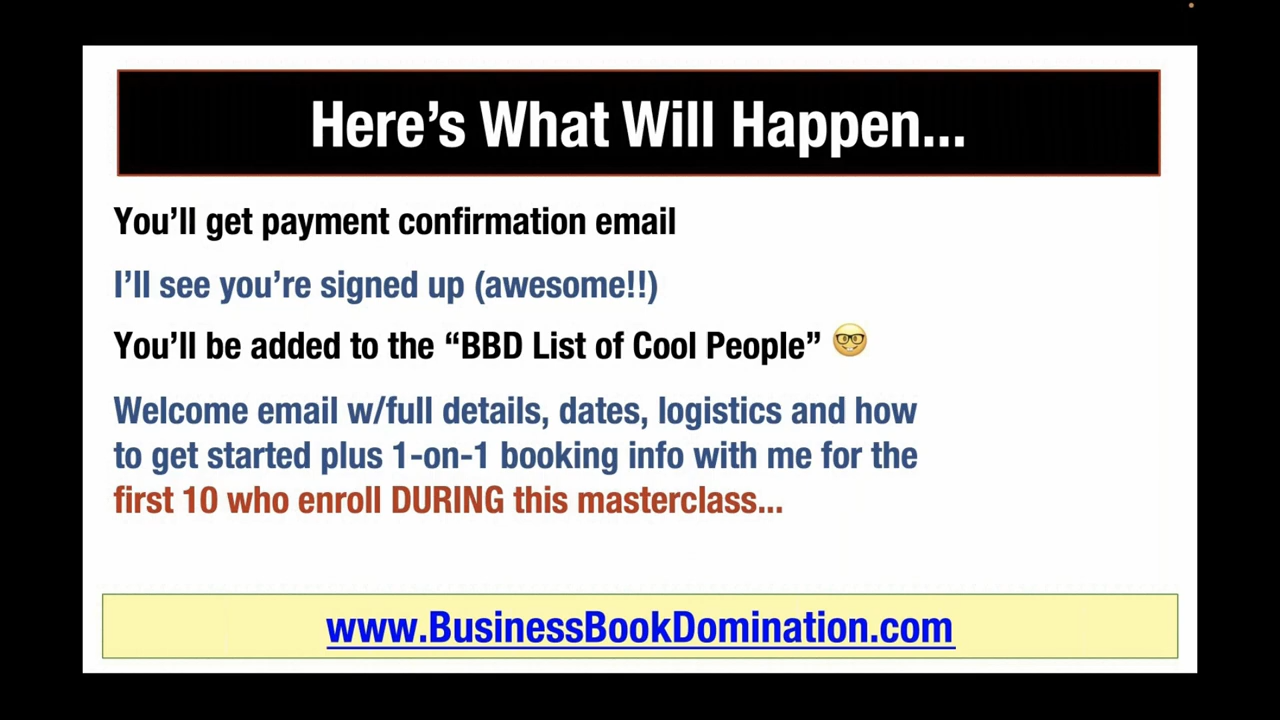 Here’s What Will Happen...
You’ll get payment confirmation email
I’ll see you’re signed up (awesome!!)
You’ll be added to the “BBD List of Cool People” 🤓
Welcome email w/full details, dates, logistics and how
to get started plus 1-on-1 booking info with me for the
first 10 who enroll DURING this masterclass...
www.BusinessBookDomination.com